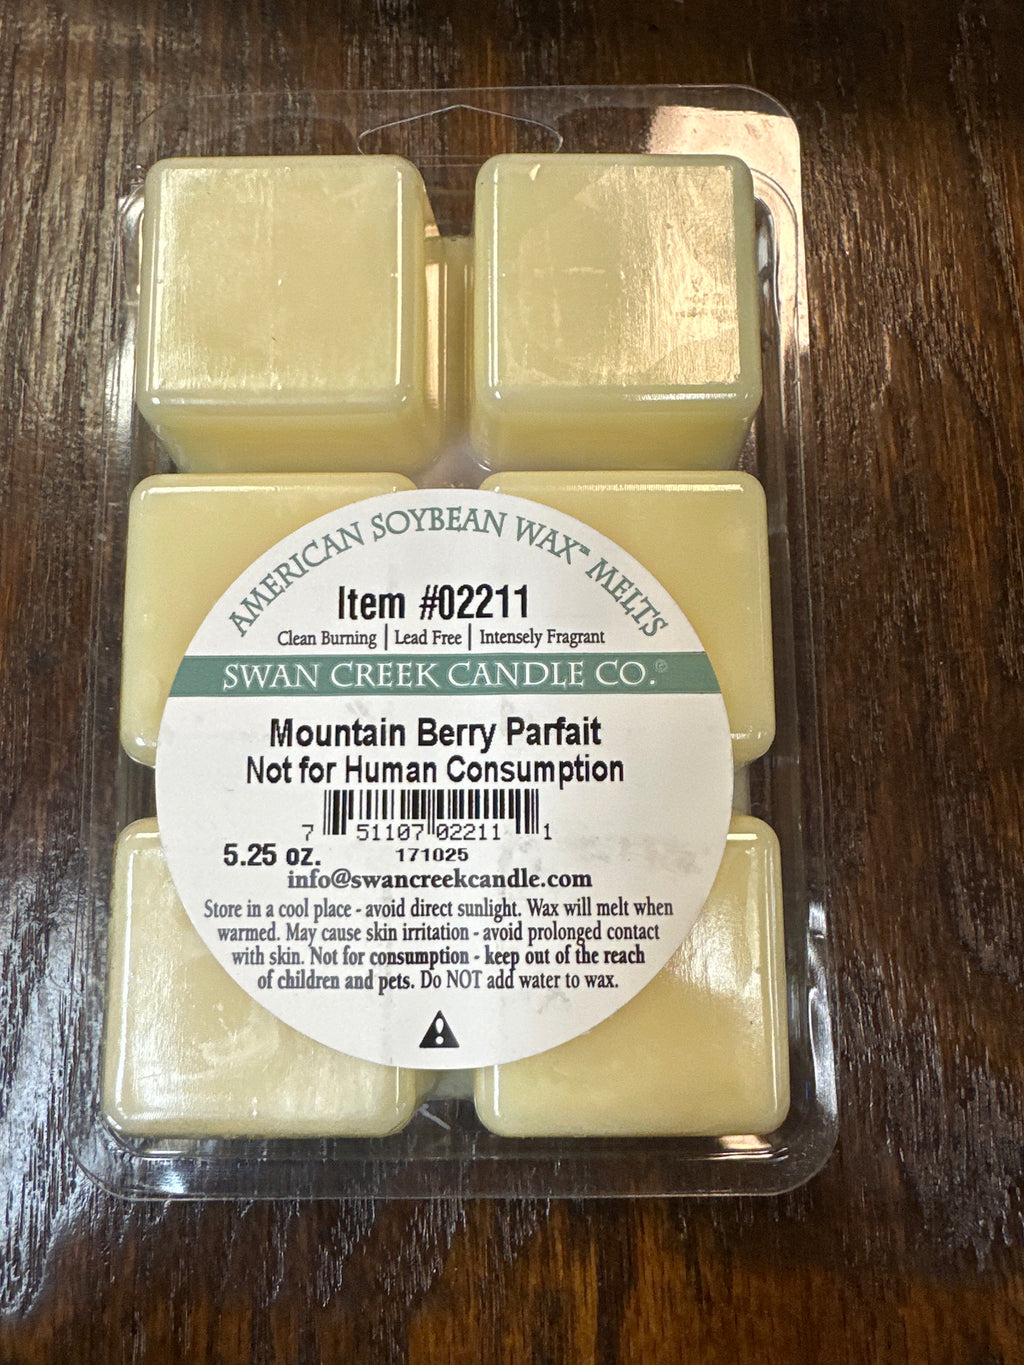 AMERICAN SOYBEAN WAX™ MELTS
Item #02211
Clean Burning | Lead Free | Intensely Fragrant
SWAN CREEK CANDLE CO.®
Mountain Berry Parfait
Not for Human Consumption
7 51107 02211 1
5.25 oz. 171025
info@swancreekcandle.com
Store in a cool place - avoid direct sunlight. Wax will melt when
warmed. May cause skin irritation - avoid prolonged contact
with skin. Not for consumption - keep out of the reach
of children and pets. Do NOT add water to wax.